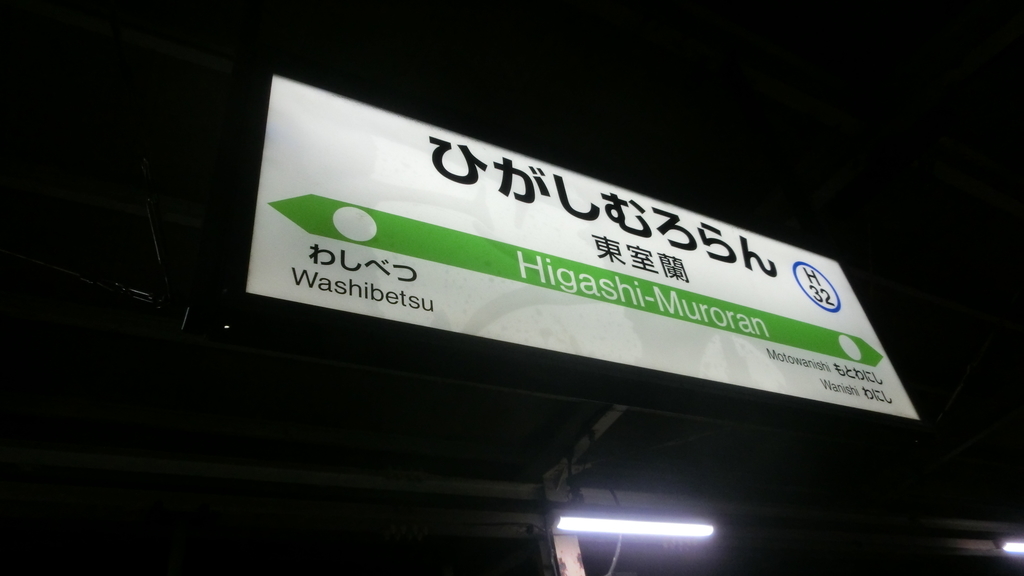 ひがしむろらん
東室蘭
H
32
Higashi-Muroran
わしべつ
Washibetsu
Motowanishi もとわにし
Wanishi わにし